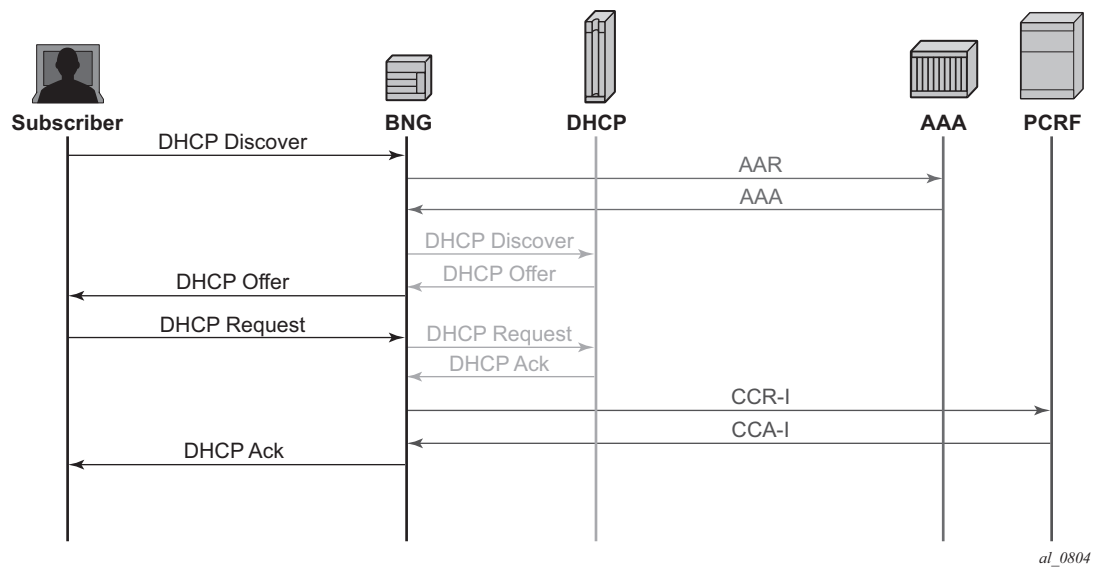 Subscriber BNG DHCP AAA PCRF
DHCP Discover
AAR
AAA
DHCP Discover
DHCP Offer
DHCP Offer
DHCP Request
DHCP Request
DHCP Ack
CCR-I
CCA-I
DHCP Ack
al_0804